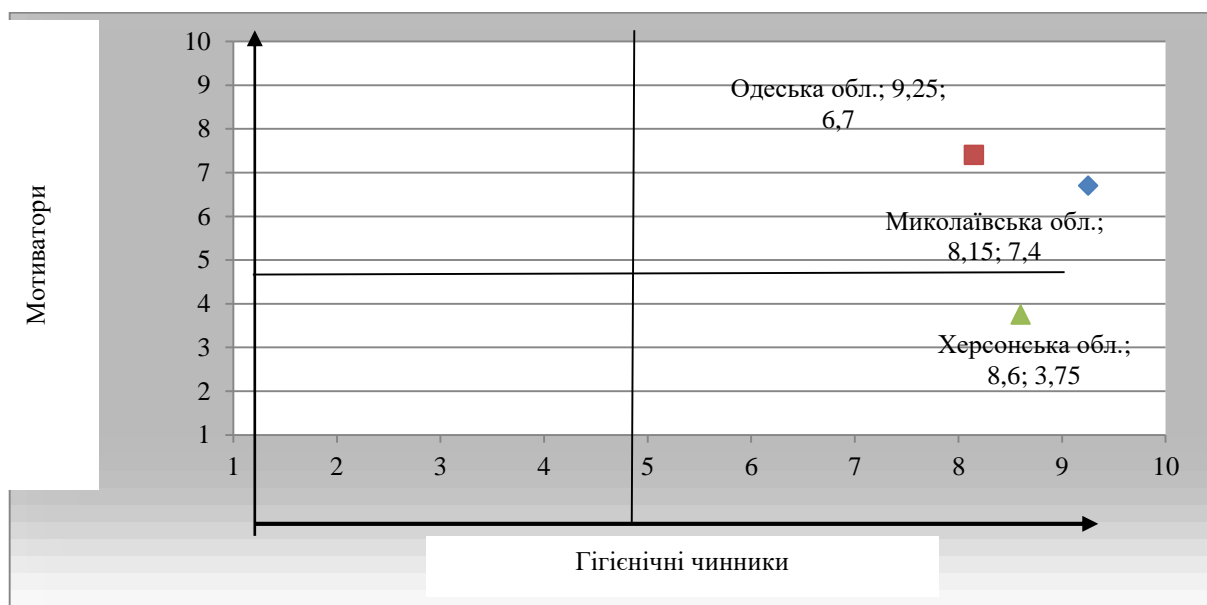 Мотиватори
10
9
8
7
6
5
4
3
2
1
Одеська обл.; 9,25;
6,7
Миколаївська обл.;
8,15; 7,4
Херсонська обл.;
8,6; 3,75
1 2 3 4 5 6 7 8 9 10
Гігієнічні чинники